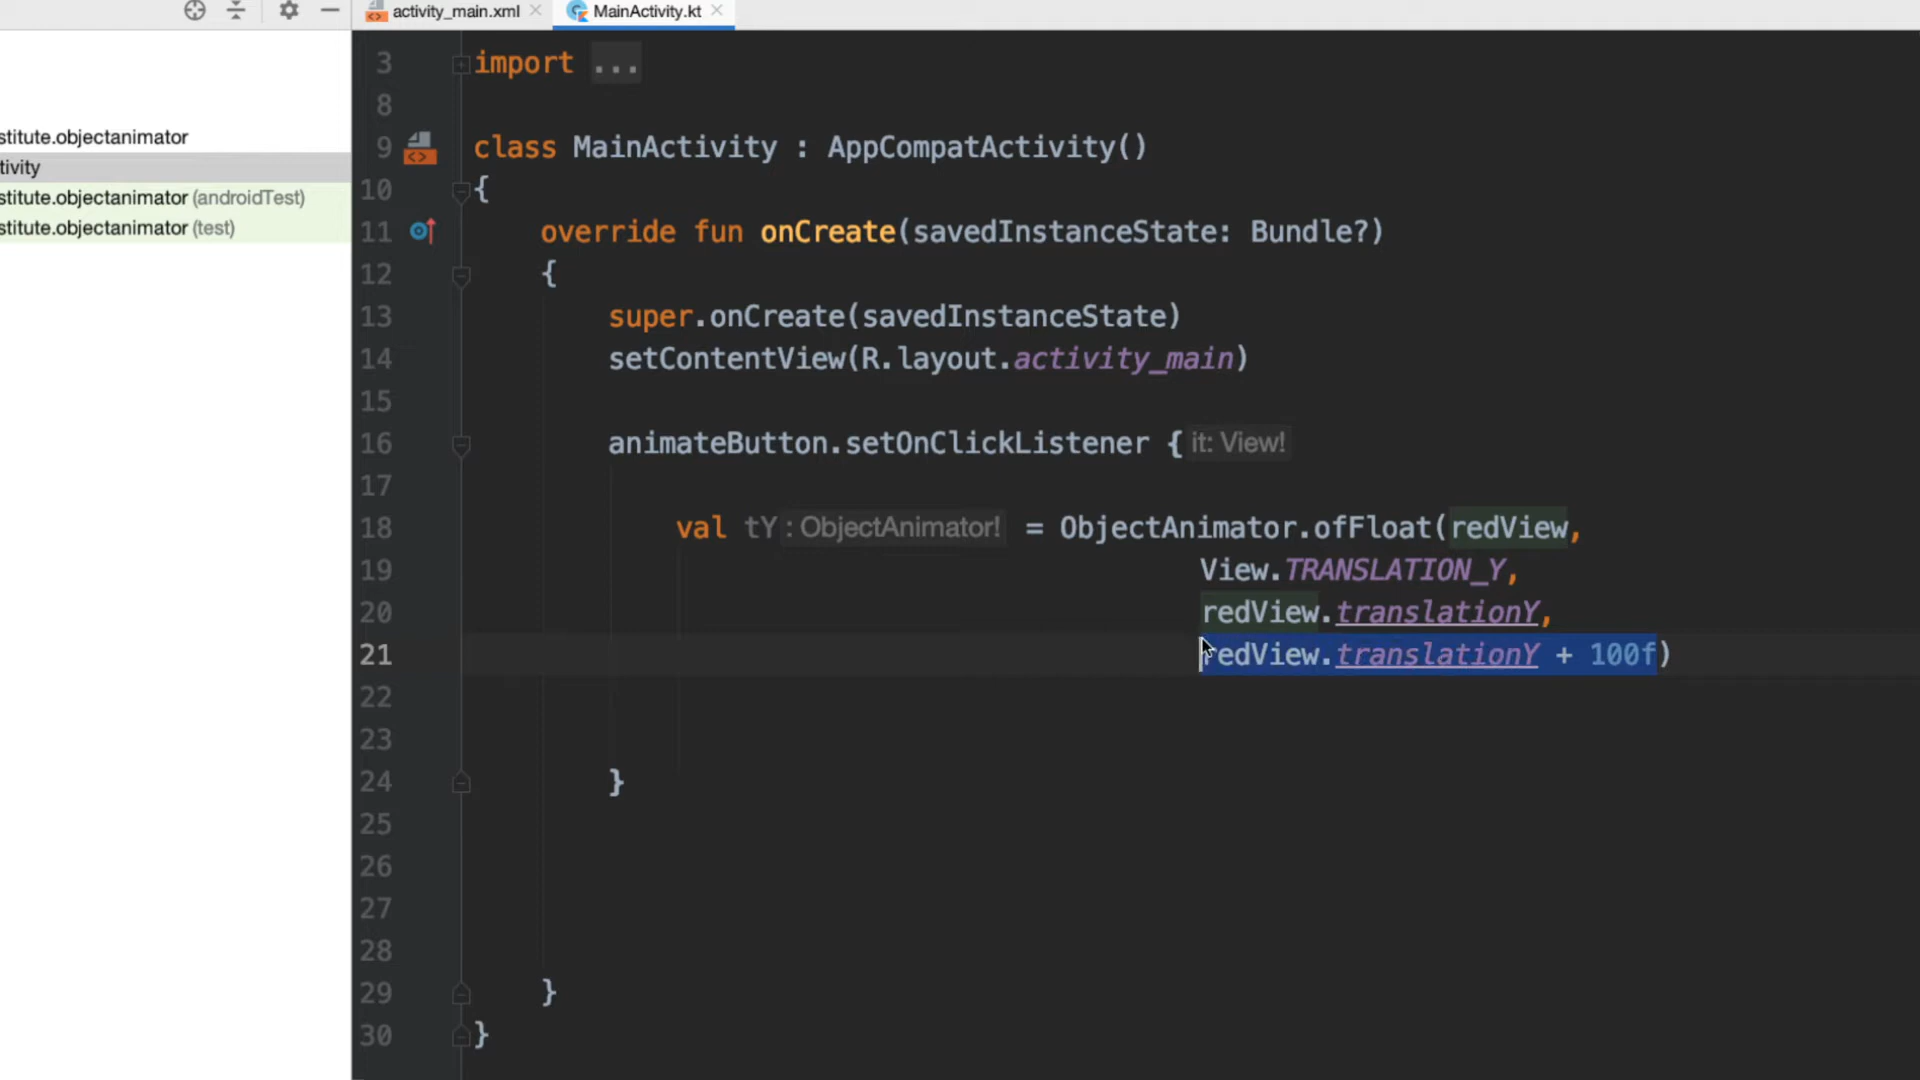 activity_main.xml MainActivity.kt
3 import ...
8
stitute.objectanimator
9 class MainActivity : AppCompatActivity()
tivity
10 {
stitute.objectanimator (androidTest)
stitute.objectanimator (test)
11 override fun onCreate(savedInstanceState: Bundle?)
12 {
13 super.onCreate(savedInstanceState)
14 setContentView(R.layout.activity_main)
15
16 animateButton.setOnClickListener { it: View!
17
18 val tY : ObjectAnimator! = ObjectAnimator.ofFloat(redView,
19 View.TRANSLATION_Y,
20 redView.translationY,
21 redView.translationY + 100f)
22
23
24 }
25
26
27
28
29 }
30 }